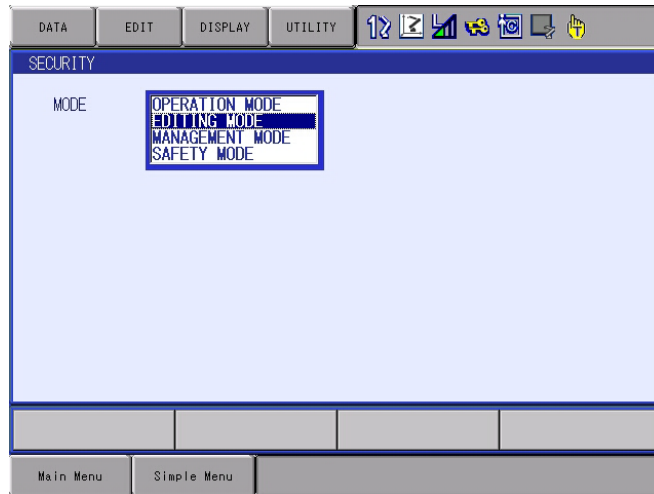 DATA EDIT DISPLAY UTILITY
SECURITY
MODE
OPERATION MODE
EDITING MODE
MANAGEMENT MODE
SAFETY MODE
Main Menu Simple Menu